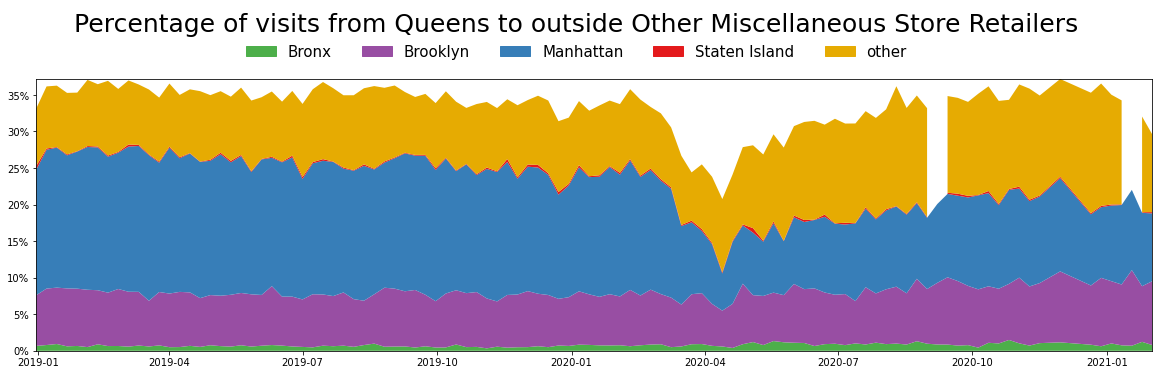 Percentage of visits from Queens to outside Other Miscellaneous Store Retailers
Bronx Brooklyn Manhattan Staten Island other
35%
30%
25%
20%
15%
10%
5%
0%
2019-01 2019-04 2019-07 2019-10 2020-01 2020-04 2020-07 2020-10 2021-01